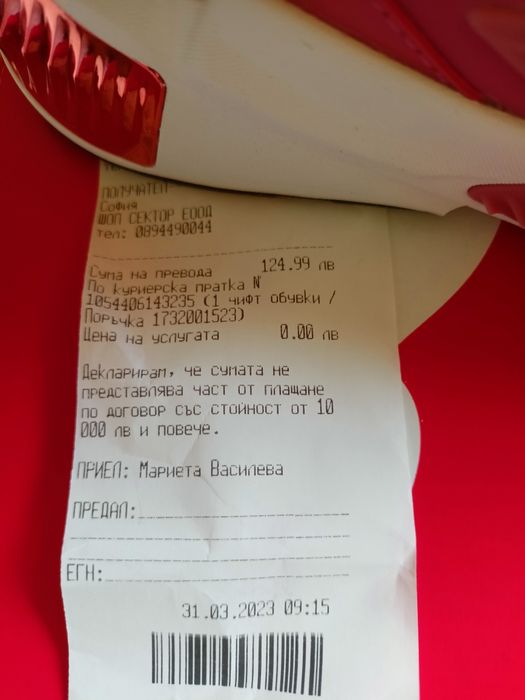 ПОЛУЧАТЕЛ
София
ШОП СЕКТОР ЕООД
тел: 0894490044
Сума на превода 124.99 лв
По куриерска пратка N
1054406143235 (1 чифт обувки /
Поръчка 1732001523)
Цена на услугата 0.00 лв
Декларирам, че сумата не
представлява част от плащане
по договор със стойност от 10
000 лв и повече.
ПРИЕЛ: Мариета Василева
ПРЕДАЛ:
ЕГН:
31.03.2023 09:15